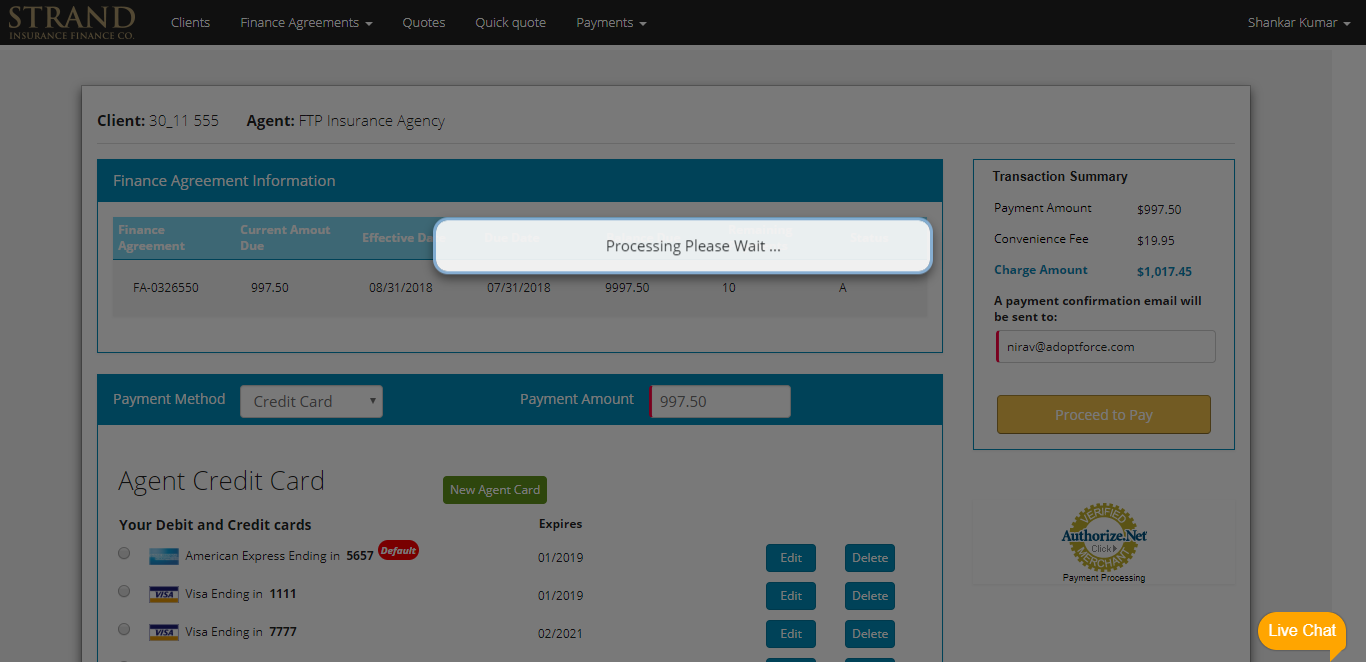 STRAND
INSURANCE FINANCE CO.
Clients Finance Agreements Quotes Quick quote Payments Shankar Kumar
Client: 30_11 555 Agent: FTP Insurance Agency
Finance Agreement Information
Finance Agreement
Current Amout Due
Effective Da
Processing Please Wait ...
FA-0326550 997.50 08/31/2018 07/31/2018 9997.50 10 A
Payment Method Credit Card Payment Amount 997.50
Agent Credit Card New Agent Card
Your Debit and Credit cards Expires
American Express Ending in 5657 Default 01/2019 Edit Delete
VISA Visa Ending in 1111 01/2019 Edit Delete
VISA Visa Ending in 7777 02/2021 Edit Delete
Transaction Summary
Payment Amount $997.50
Convenience Fee $19.95
Charge Amount $1,017.45
A payment confirmation email will
be sent to:
nirav@adoptforce.com
Proceed to Pay
VERIFIED
Authorize.Net
Click
MERCHANT
Payment Processing
Live Chat